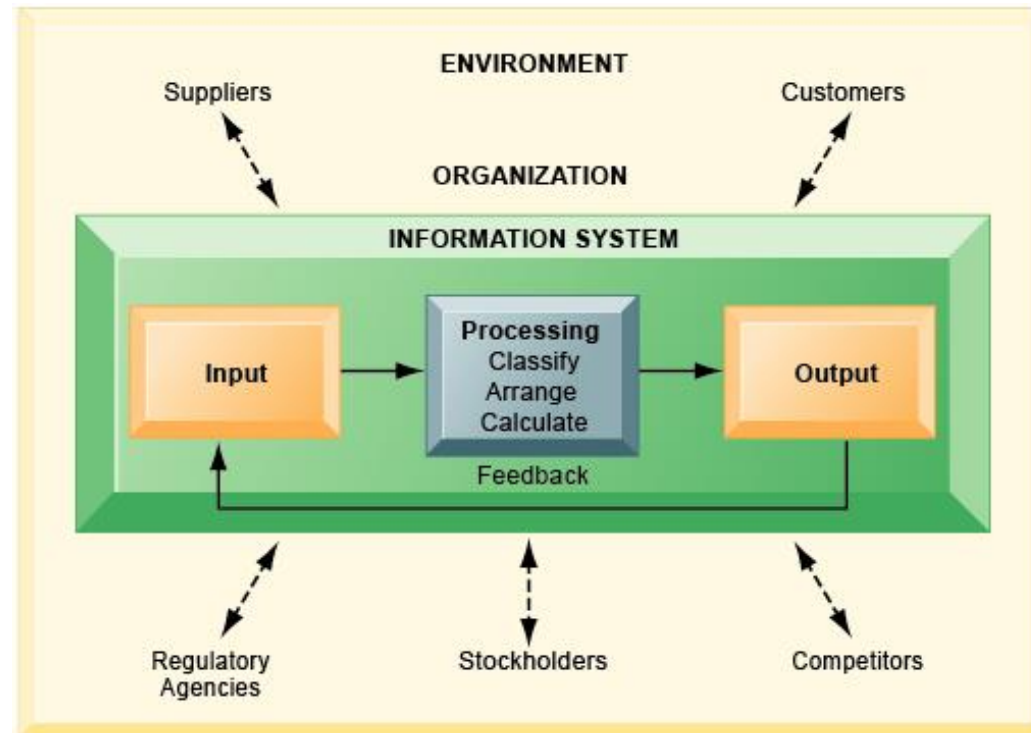 ENVIRONMENT
Suppliers
Customers
ORGANIZATION
INFORMATION SYSTEM
Input
Processing
Classify
Arrange
Calculate
Output
Feedback
Regulatory
Agencies
Stockholders
Competitors